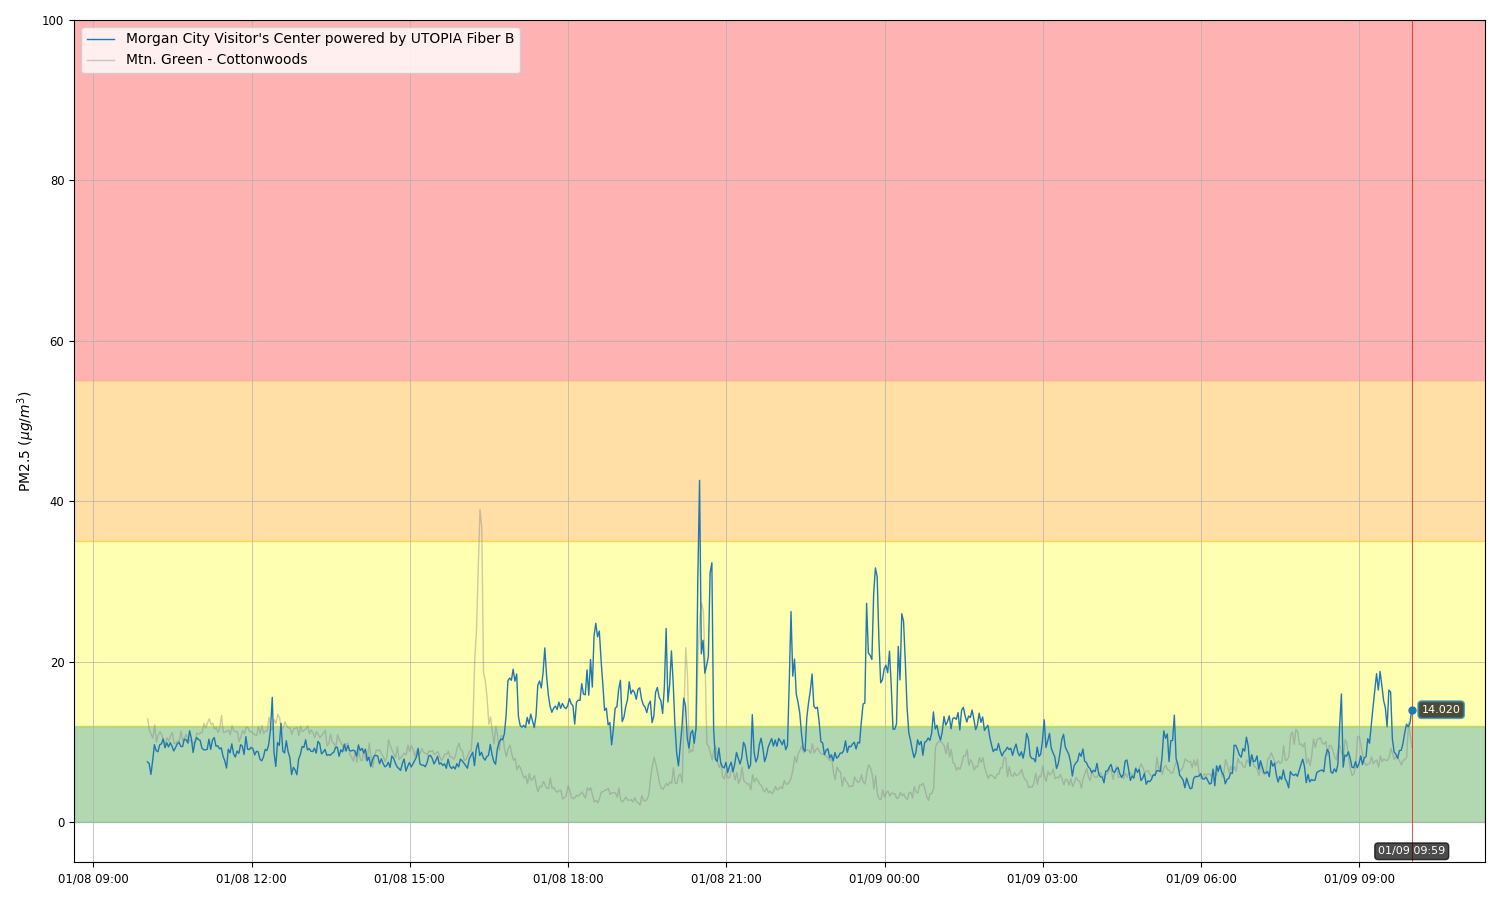 100
80
60
40
20
0
PM2.5 (μg/m³)
Morgan City Visitor's Center powered by UTOPIA Fiber B
Mtn. Green - Cottonwoods
14.020
01/09 09:59
01/08 09:00 01/08 12:00 01/08 15:00 01/08 18:00 01/08 21:00 01/09 00:00 01/09 03:00 01/09 06:00 01/09 09:00